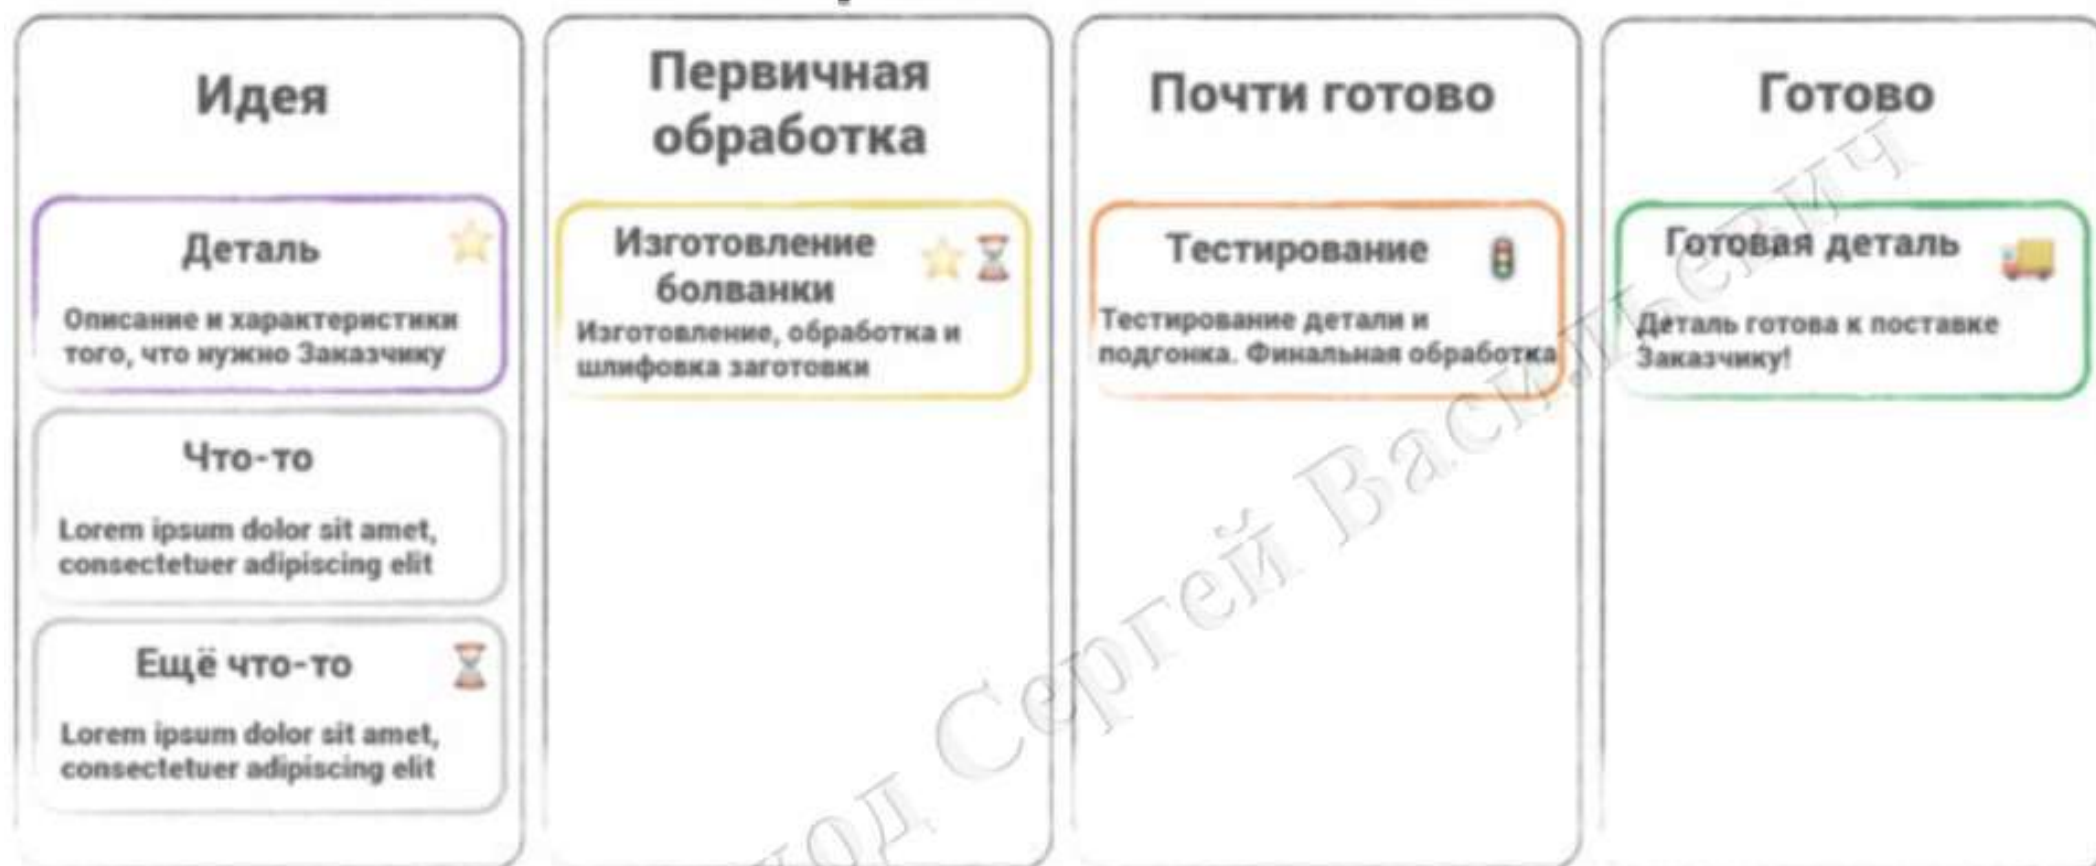 Идея
Деталь
Описание и характеристики
того, что нужно Заказчику
Что-то
Lorem ipsum dolor sit amet,
consectetuer adipiscing elit
Ещё что-то
Lorem ipsum dolor sit amet,
consectetuer adipiscing elit
Первичная
обработка
Изготовление
болванки
Изготовление, обработка и
шлифовка заготовки
Почти готово
Тестирование
Тестирование детали и
подгонка. Финальная обработка
Готово
Готовая деталь
Деталь готова к поставке
Заказчику!
Сергей Васильевич